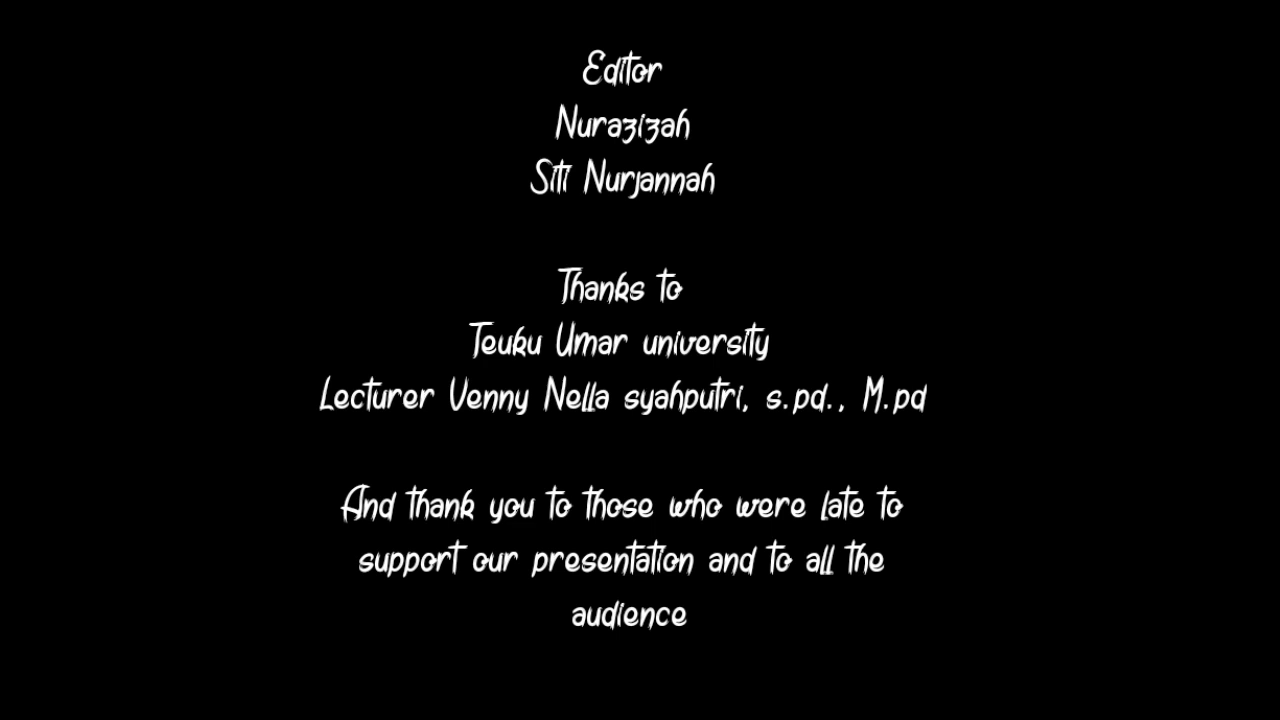 Editor
Nurazizah
Siti Nurjannah
Thanks to
Teuku Umar university
Lecturer Venny Nella syahputri, s.pd., M.pd
And thank you to those who were late to
support our presentation and to all the
audience